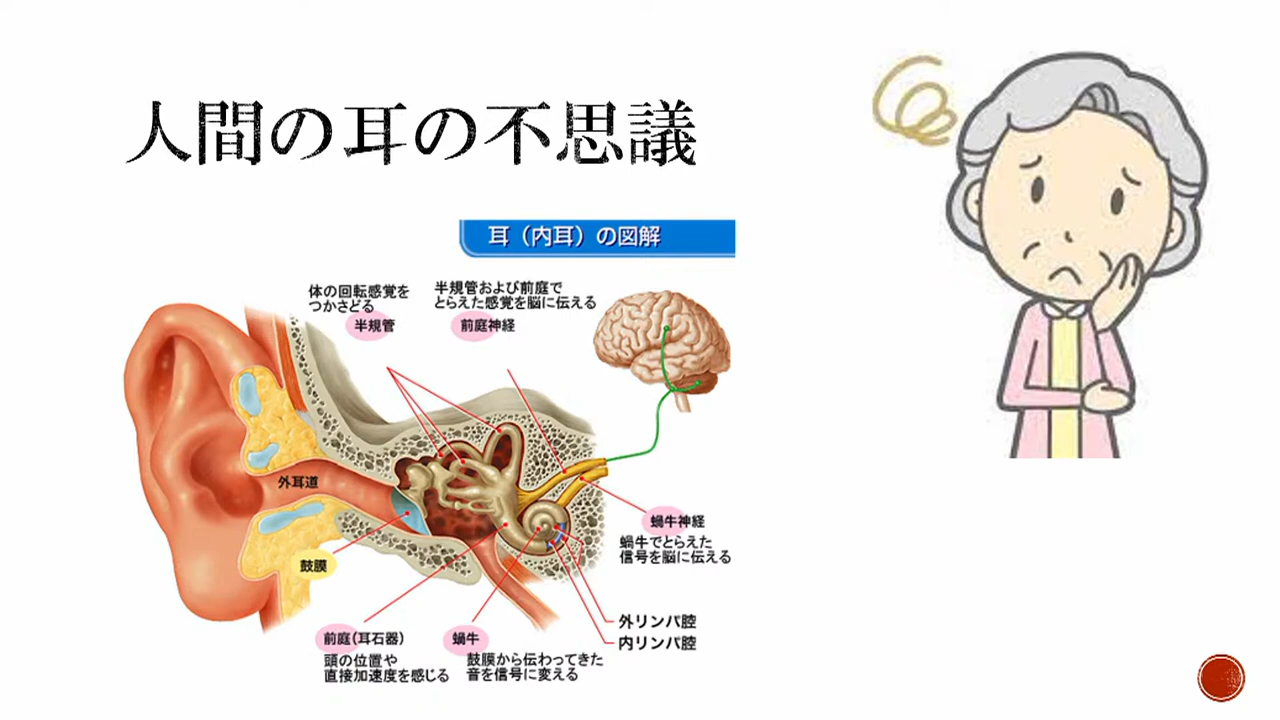 人間の耳の不思議
耳（内耳）の図解
体の回転感覚を
つかさどる
半規管
半規管および前庭で
とらえた感覚を脳に伝える
前庭神経
外耳道
鼓膜
蝸牛神経
蝸牛でとらえた
信号を脳に伝える
外リンパ腔
内リンパ腔
前庭(耳石器)
頭の位置や
直接加速度を感じる
蝸牛
鼓膜から伝わってきた
音を信号に変える